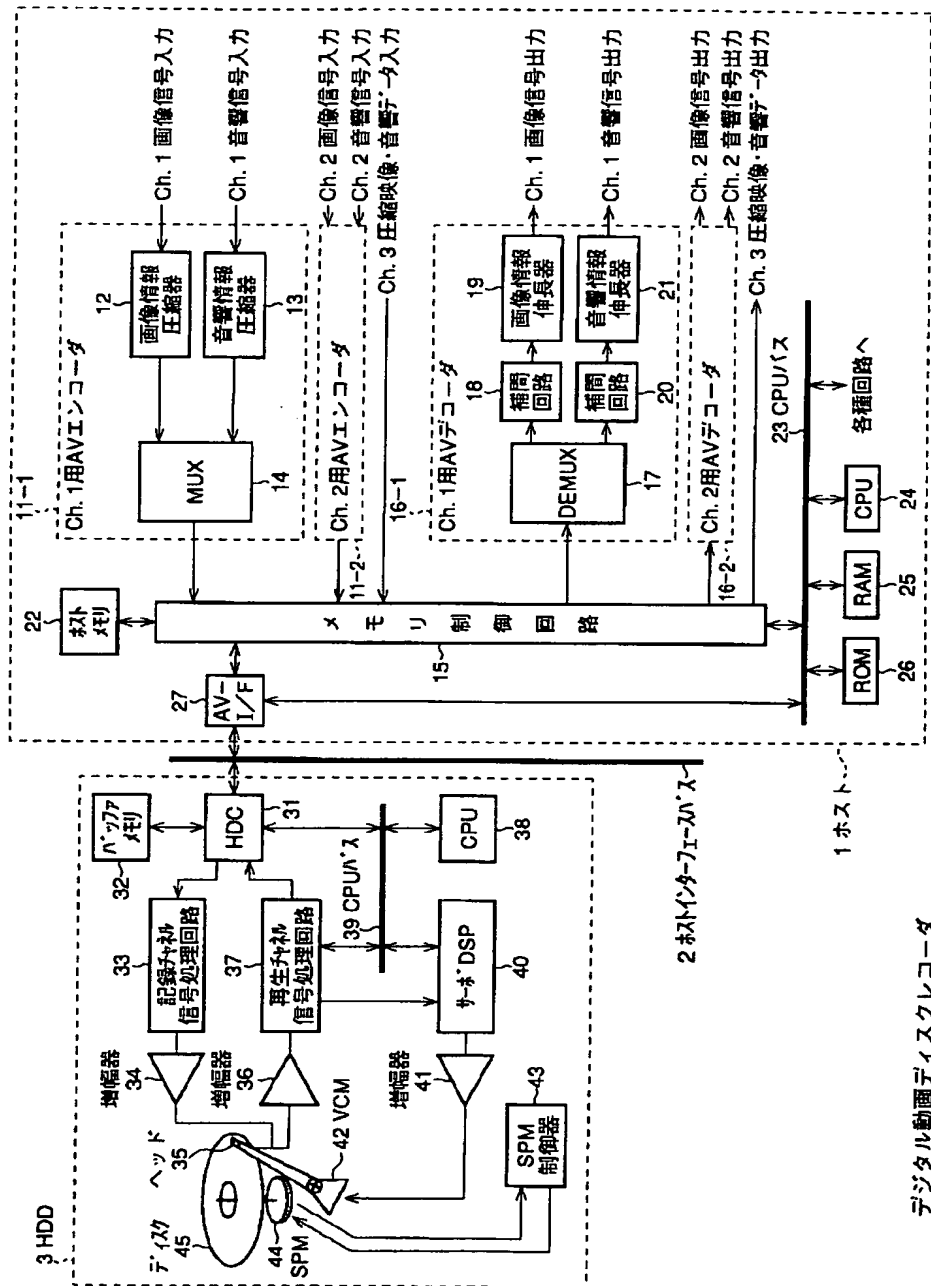 3 HDD
ディスク
45
ヘッド
35
SPM
44
42 VCM
増幅器
34
増幅器
36
増幅器
41
SPM
制御器
43
記録チャネル
信号処理回路
33
再生チャネル
信号処理回路
37
サーボDSP
40
バッファ
メモリ
32
HDC
31
39 CPUバス
CPU
38
2 ホストインターフェースバス
1 ホスト
AV-
I/F
27
ホスト
メモリ
22
メモリ制御回路
15
11-1
Ch. 1用AVエンコーダ
MUX
14
画像情報
圧縮器
12
音響情報
圧縮器
13
Ch. 1 画像信号入力
Ch. 1 音響信号入力
Ch. 2用AVエンコーダ
11-2
Ch. 2 画像信号入力
Ch. 2 音響信号入力
Ch. 3 圧縮映像・音響データ入力
16-1
Ch. 1用AVデコーダ
DEMUX
17
補間
回路
18
画像情報
伸長器
19
補間
回路
20
音響情報
伸長器
21
Ch. 1 画像信号出力
Ch. 1 音響信号出力
Ch. 2用AVデコーダ
16-2
Ch. 2 画像信号出力
Ch. 2 音響信号出力
Ch. 3 圧縮映像・音響データ出力
23 CPUバス
ROM
26
RAM
25
CPU
24
各種回路へ
デジタル動画ディスクレコーダ